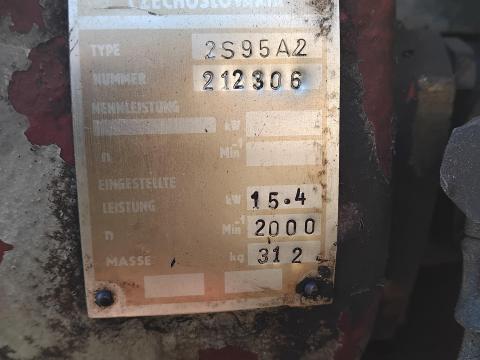 CZECHOSLOVAKIA
TYPE 2S95A2
NUMMER 212306
NENNLEISTUNG
kW
n Min-1
EINGESTELLTE
LEISTUNG kW 15.4
n Min-1 2000
MASSE kg 312